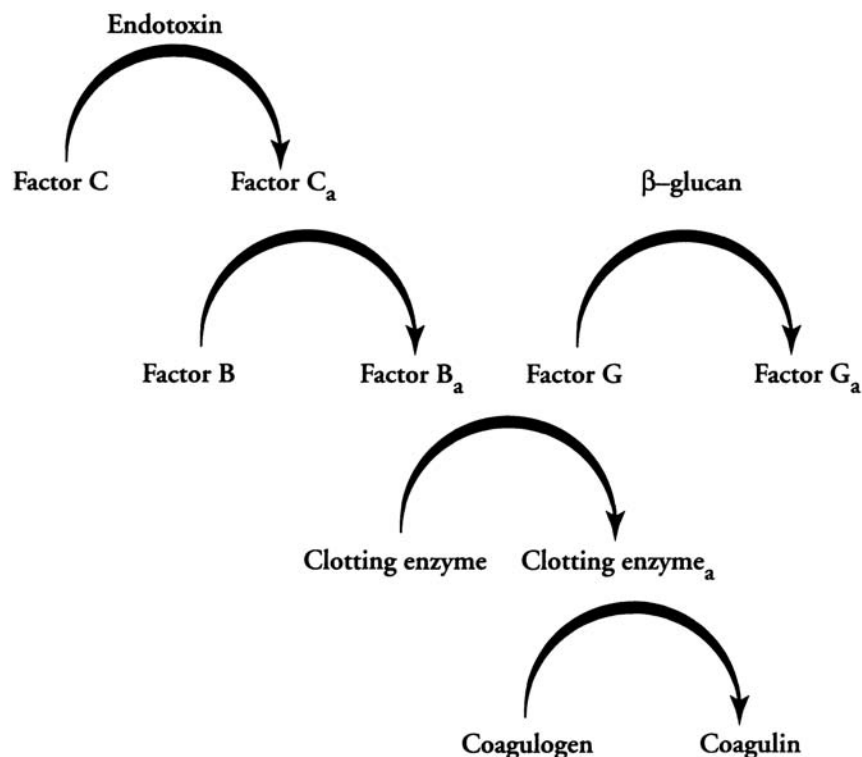 Endotoxin
Factor C Factor Cₐ β–glucan
Factor B Factor Bₐ Factor G Factor Gₐ
Clotting enzyme Clotting enzymeₐ
Coagulogen Coagulin